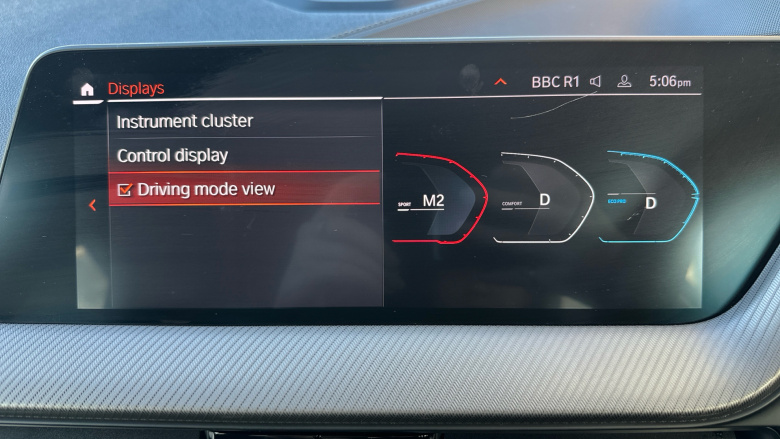 Displays
BBC R1
5:06pm
Instrument cluster
Control display
Driving mode view
SPORT
M2
COMFORT
D
ECO PRO
D